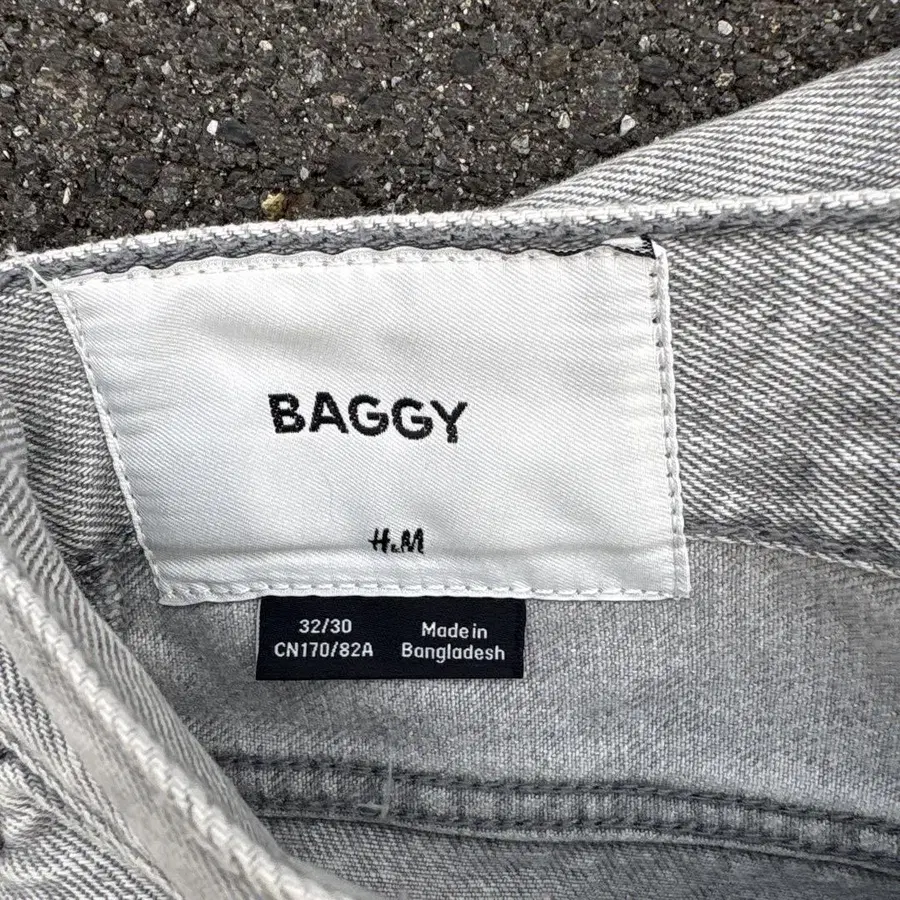 BAGGY
H&M
32/30
CN170/82A
Made in
Bangladesh